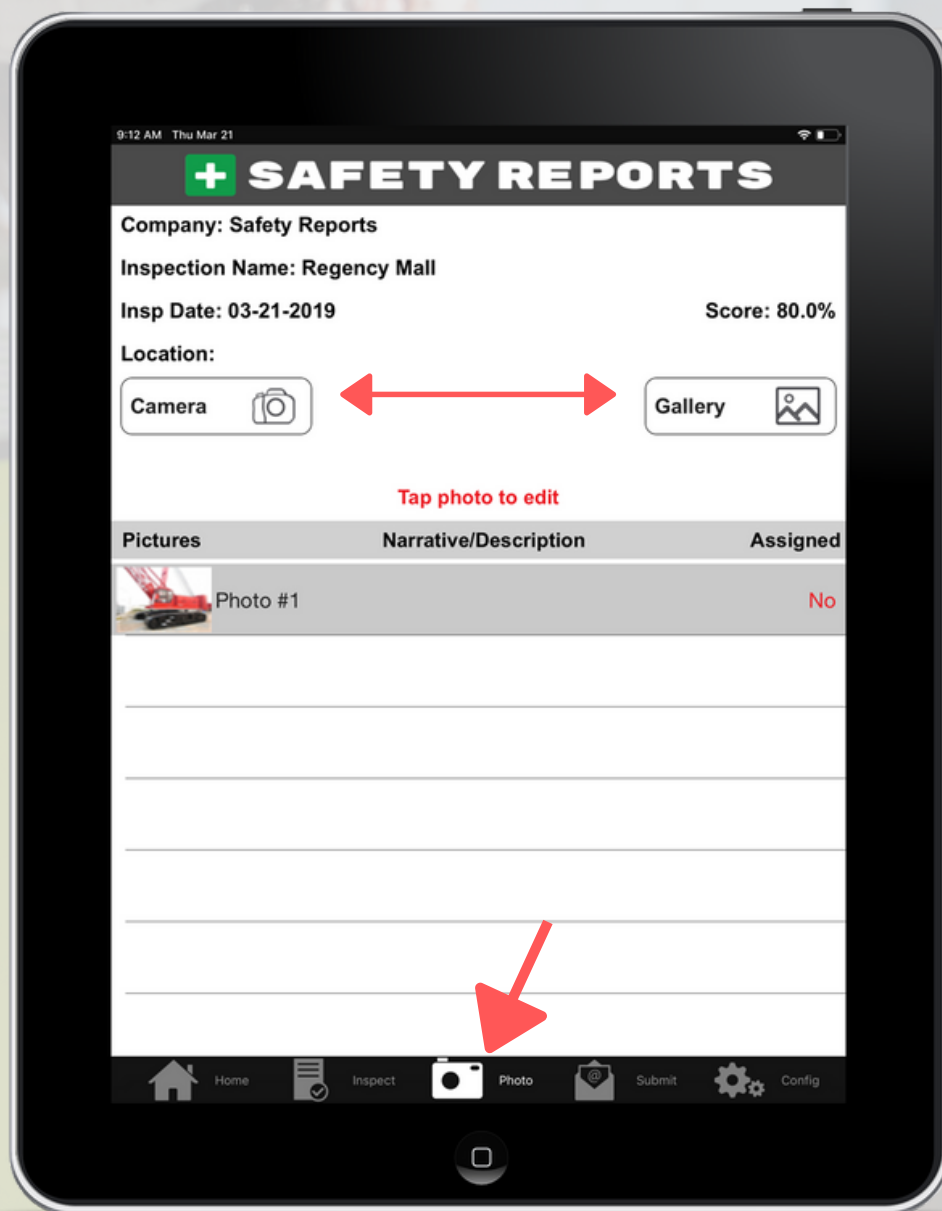 9:12 AM Thu Mar 21
SAFETY REPORTS
Company: Safety Reports
Inspection Name: Regency Mall
Insp Date: 03-21-2019 Score: 80.0%
Location:
Camera Gallery
Tap photo to edit
Pictures Narrative/Description Assigned
Photo #1 No
Home Inspect Photo Submit Config